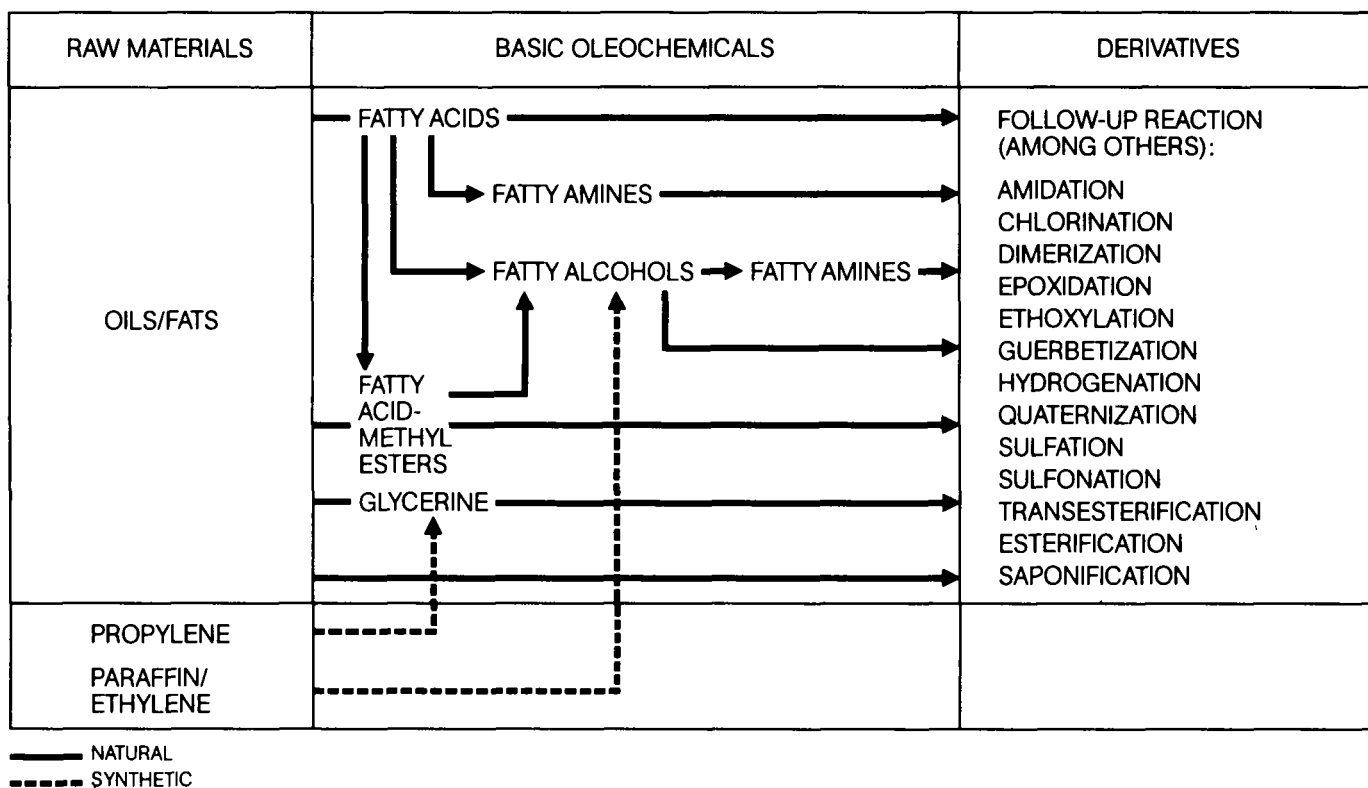 RAW MATERIALS
BASIC OLEOCHEMICALS
DERIVATIVES
OILS/FATS
FATTY ACIDS
FATTY AMINES
FATTY ALCOHOLS
FATTY AMINES
FATTY
ACID-
METHYL
ESTERS
GLYCERINE
FOLLOW-UP REACTION
(AMONG OTHERS):
AMIDATION
CHLORINATION
DIMERIZATION
EPOXIDATION
ETHOXYLATION
GUERBETIZATION
HYDROGENATION
QUATERNIZATION
SULFATION
SULFONATION
TRANSESTERIFICATION
ESTERIFICATION
SAPONIFICATION
PROPYLENE
PARAFFIN/
ETHYLENE
NATURAL
SYNTHETIC